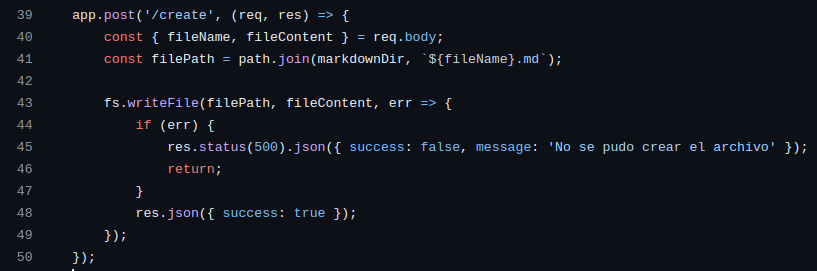 39 app.post('/create', (req, res) => {
40 const { fileName, fileContent } = req.body;
41 const filePath = path.join(markdownDir, `${fileName}.md`);
42
43 fs.writeFile(filePath, fileContent, err => {
44 if (err) {
45 res.status(500).json({ success: false, message: 'No se pudo crear el archivo' });
46 return;
47 }
48 res.json({ success: true });
49 });
50 });